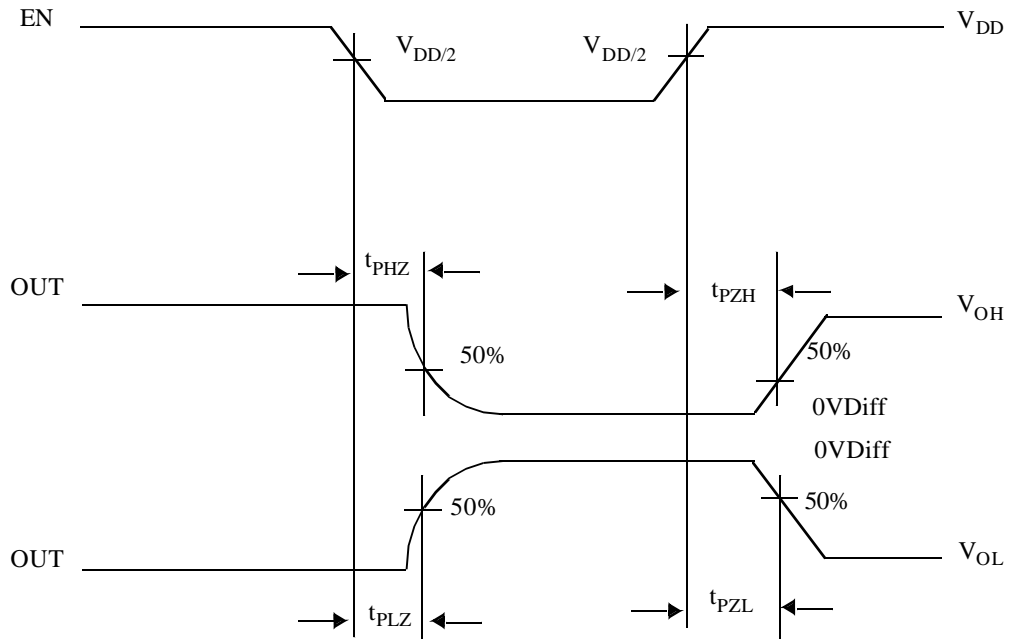 EN
V_DD/2
V_DD/2
V_DD
t_PHZ
t_PZH
OUT
V_OH
50%
50%
0VDiff
0VDiff
50%
50%
OUT
V_OL
t_PLZ
t_PZL